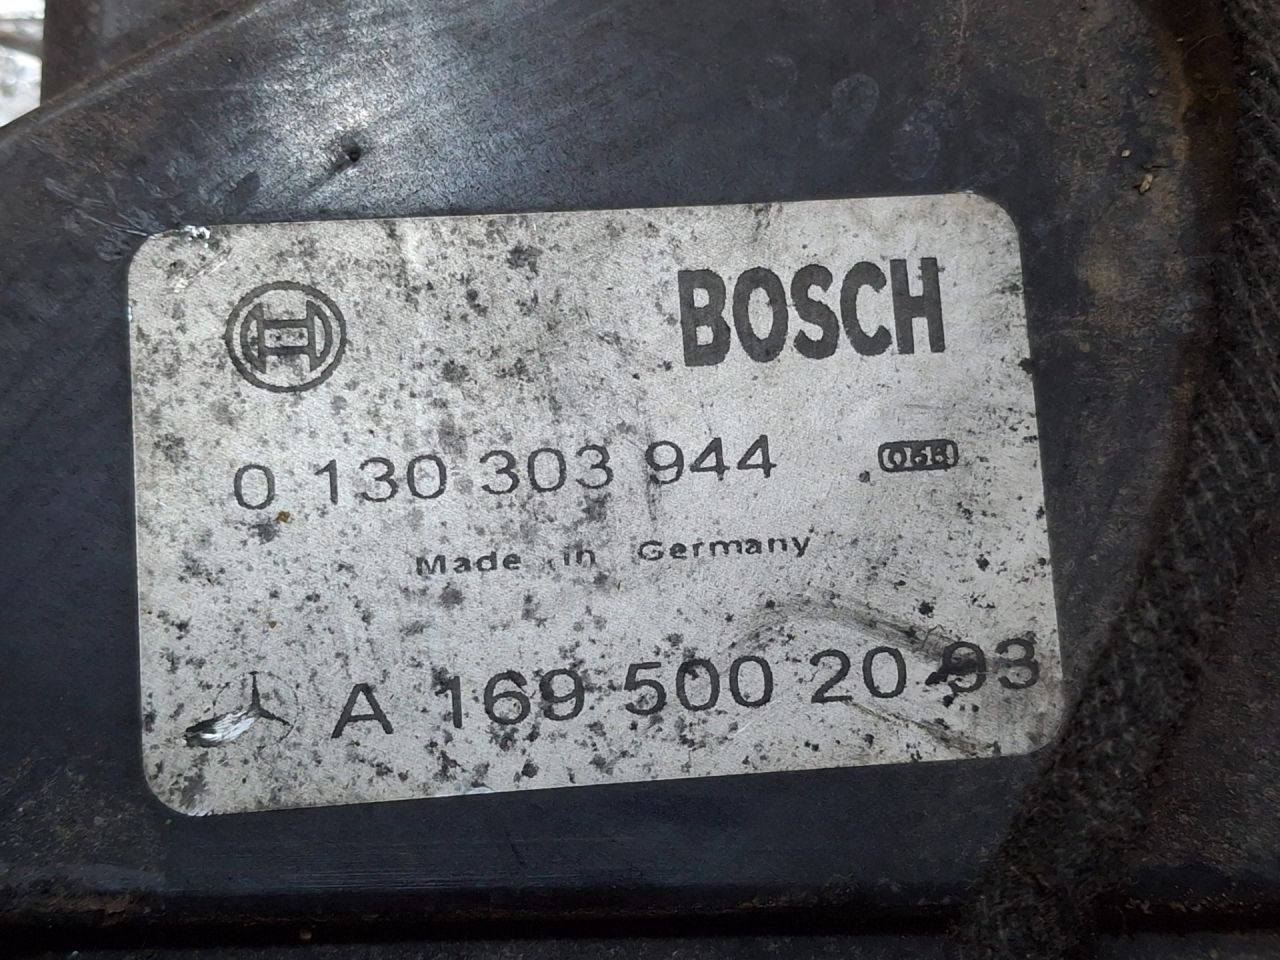 BOSCH
0 130 303 944
Made in Germany
A 169 500 20 93